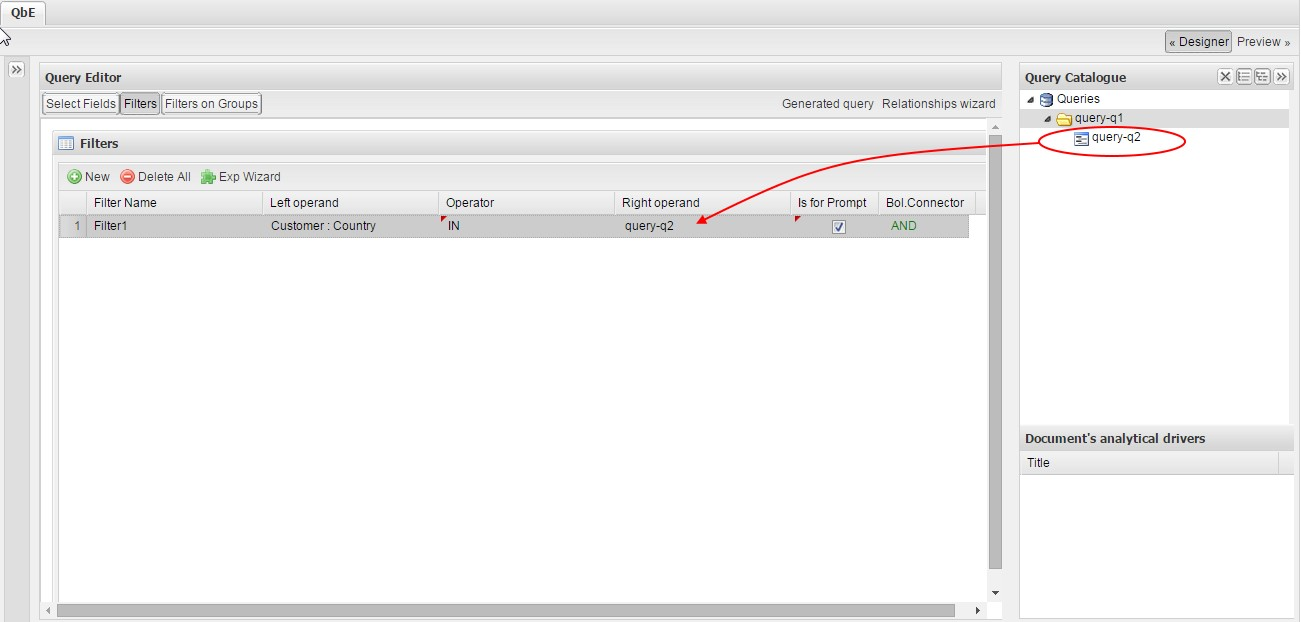 QbE
« Designer Preview »
Query Editor
Select Fields Filters Filters on Groups Generated query Relationships wizard
Filters
New Delete All Exp Wizard
Filter Name Left operand Operator Right operand Is for Prompt Bol.Connector
1 Filter1 Customer : Country IN query-q2 AND
Query Catalogue
Queries
query-q1
query-q2
Document's analytical drivers
Title